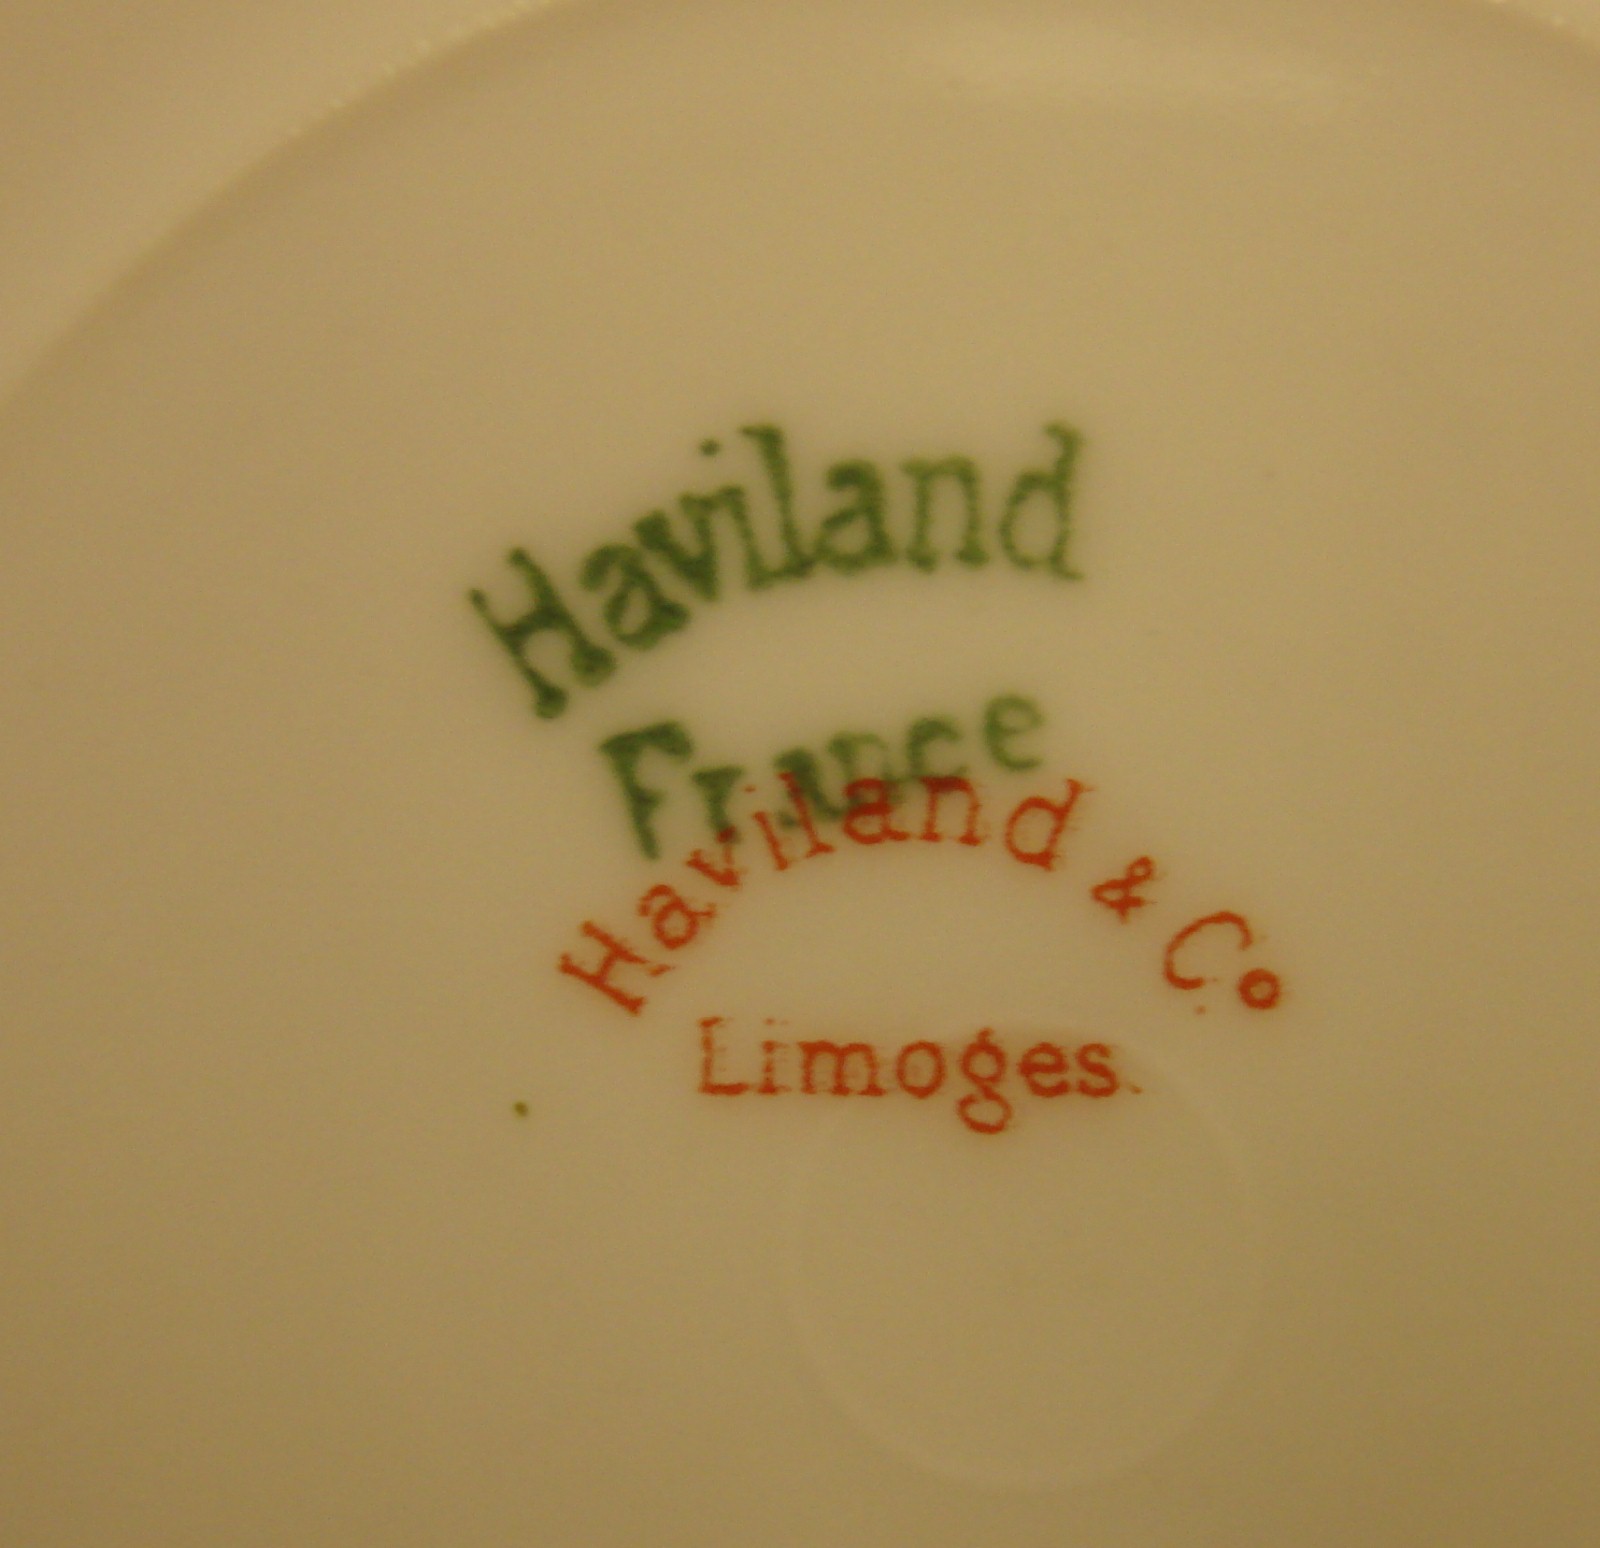 Haviland
France
Haviland & Co
Limoges.